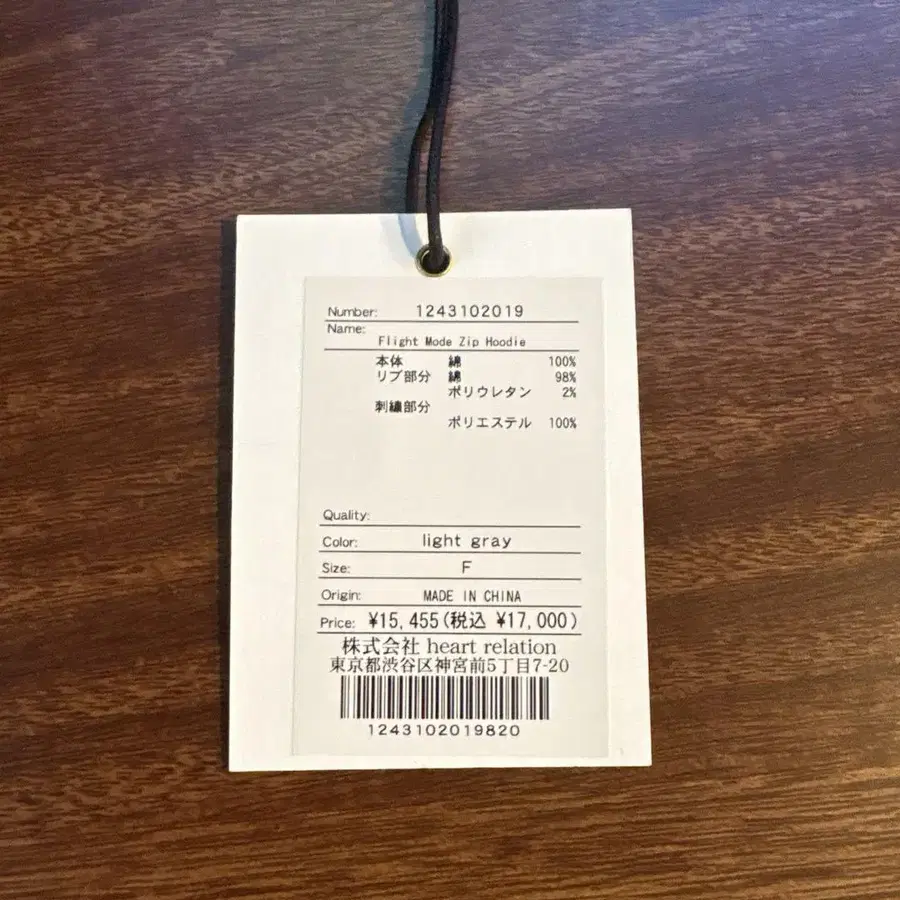 Number: 1243102019
Name:
Flight Mode Zip Hoodie
本体 綿 100%
リブ部分 綿 98%
ポリウレタン 2%
刺繍部分
ポリエステル 100%
Quality:
Color: light gray
Size: F
Origin: MADE IN CHINA
Price: ¥15,455(税込 ¥17,000)
株式会社 heart relation
東京都渋谷区神宮前5丁目7-20
1243102019820